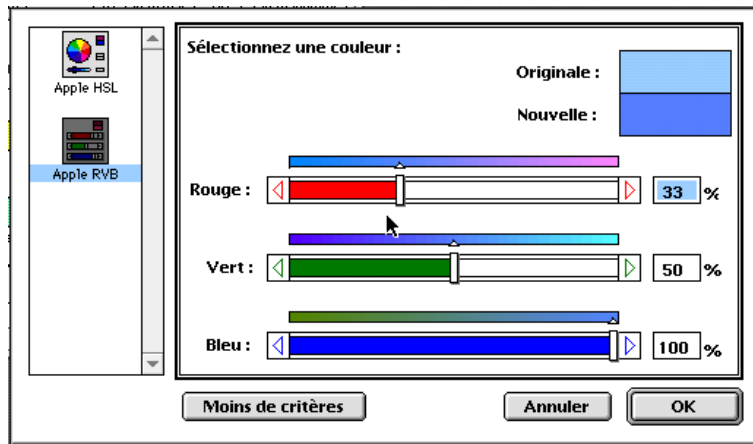 Apple HSL
Apple RVB
Sélectionnez une couleur :
Originale :
Nouvelle :
Rouge : 33 %
Vert : 50 %
Bleu : 100 %
Moins de critères
Annuler
OK